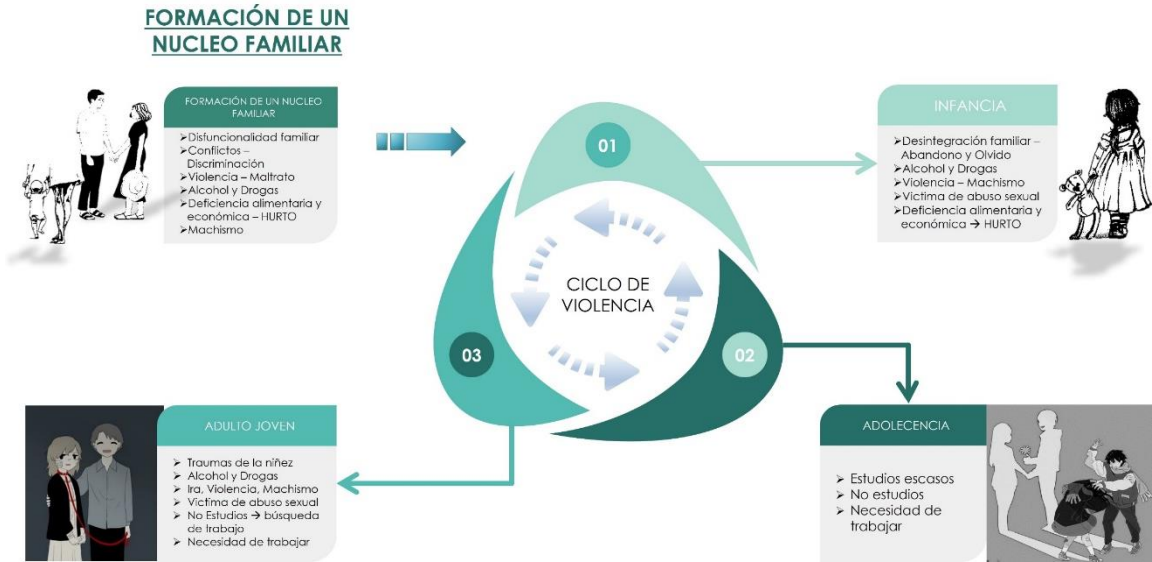 FORMACIÓN DE UN
NUCLEO FAMILIAR
FORMACIÓN DE UN NUCLEO
FAMILIAR
➢Disfuncionalidad familiar
➢Conflictos –
Discriminación
➢Violencia – Maltrato
➢Alcohol y Drogas
➢Deficiencia alimentaria y
económica – HURTO
➢Machismo
01
INFANCIA
➢Desintegración familiar –
Abandono y Olvido
➢Alcohol y Drogas
➢Violencia – Machismo
➢Victima de abuso sexual
➢Deficiencia alimentaria y
económica → HURTO
CICLO DE
VIOLENCIA
03
02
ADULTO JOVEN
➢ Traumas de la niñez
➢ Alcohol y Drogas
➢ Ira, Violencia, Machismo
➢ Victima de abuso sexual
➢ No Estudios → búsqueda
de trabajo
➢ Necesidad de trabajar
ADOLECENCIA
➢ Estudios escasos
➢ No estudios
➢ Necesidad de
trabajar